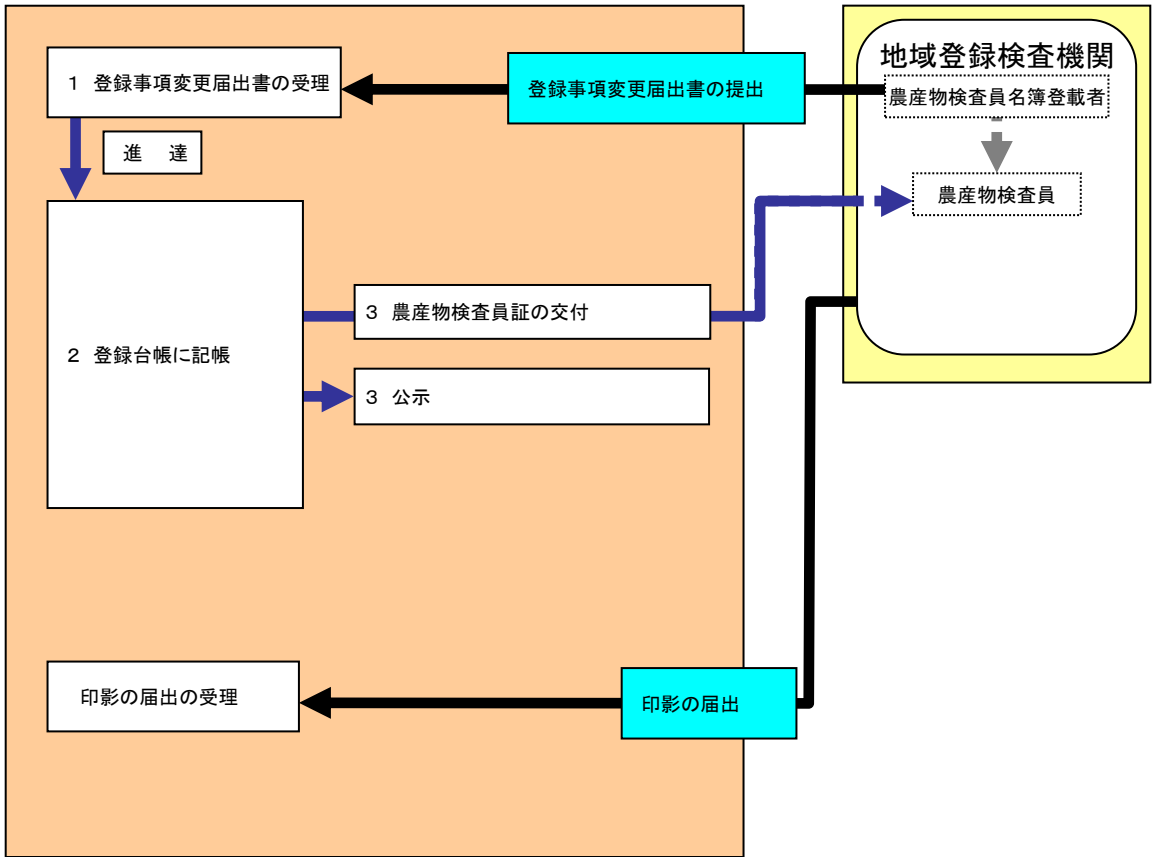 地域登録検査機関
1 登録事項変更届出書の受理
登録事項変更届出書の提出
農産物検査員名簿登載者
進 達
農産物検査員
3 農産物検査員証の交付
2 登録台帳に記帳
3 公示
印影の届出の受理
印影の届出